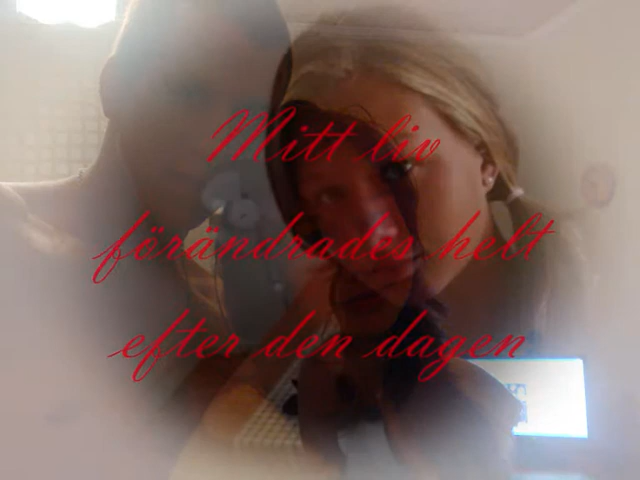 Mitt liv
förändrades helt
efter den dagen